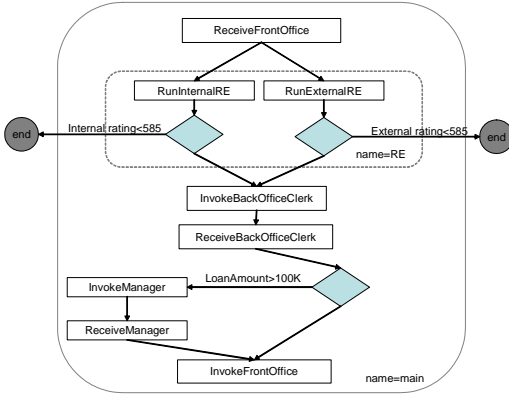 ReceiveFrontOffice
RunInternalRE
RunExternalRE
end
Internal rating<585
External rating<585
end
name=RE
InvokeBackOfficeClerk
ReceiveBackOfficeClerk
LoanAmount>100K
InvokeManager
ReceiveManager
InvokeFrontOffice
name=main